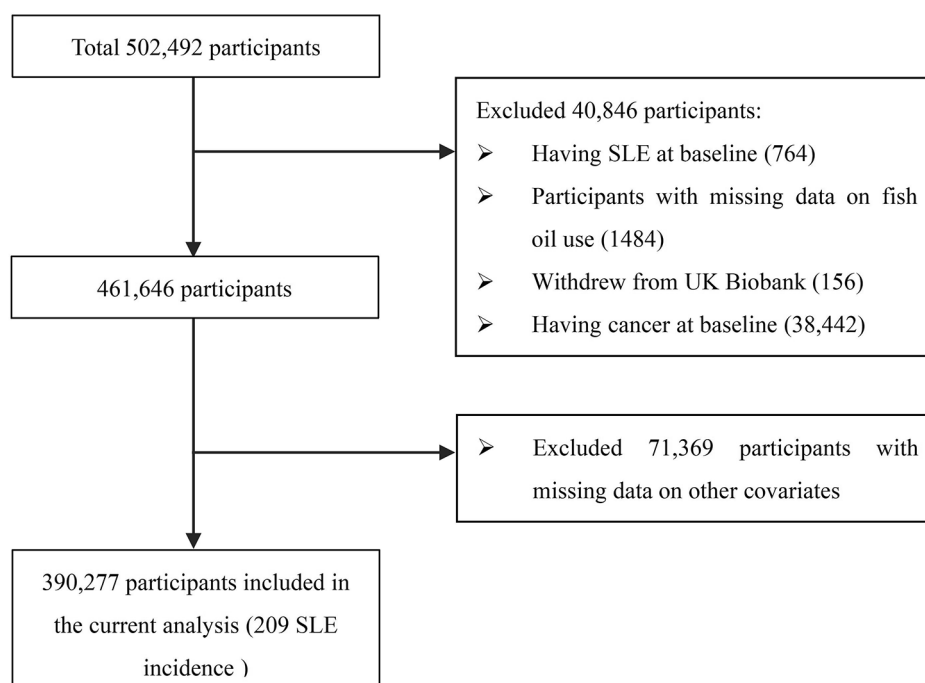 Total 502,492 participants
Excluded 40,846 participants:
➢ Having SLE at baseline (764)
➢ Participants with missing data on fish
oil use (1484)
➢ Withdrew from UK Biobank (156)
➢ Having cancer at baseline (38,442)
461,646 participants
➢ Excluded 71,369 participants with
missing data on other covariates
390,277 participants included in
the current analysis (209 SLE
incidence )